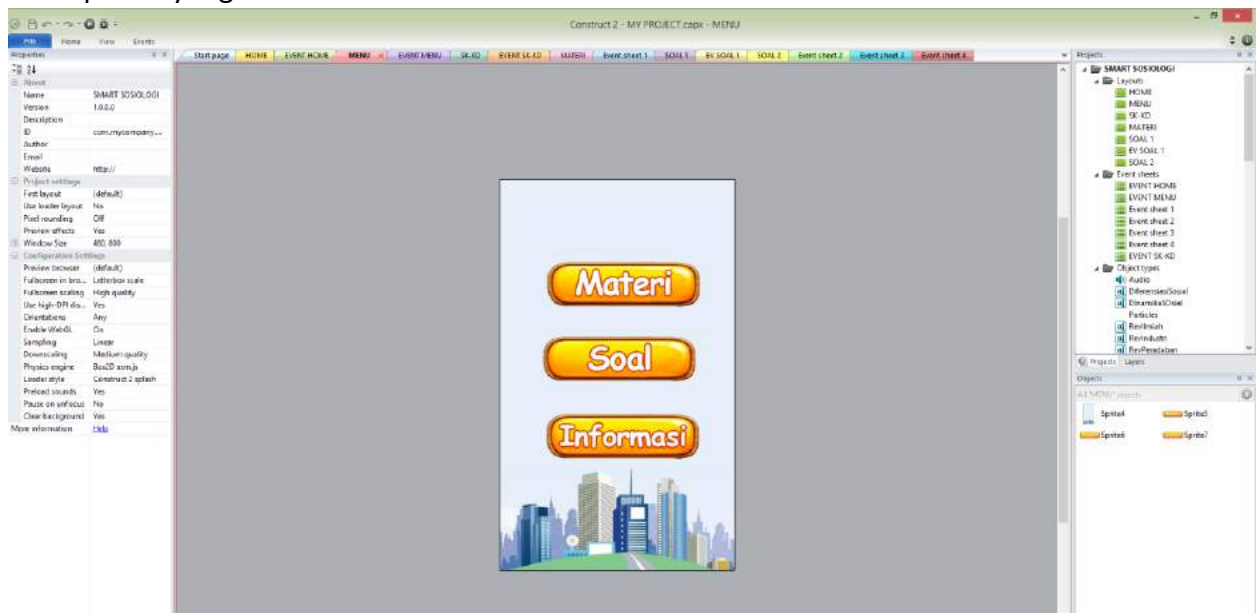 Construct 2 - MY PROJECT.capx - MENU
File Home View Events
Start page HOME EVENT HOME MENU EVENT MENU SK-KD EVENT SK-KD MATERI Event sheet 1 SOAL 1 EV SOAL 1 SOAL 2 Event sheet 2 Event sheet 3 Event sheet 4
Properties
About
Name SMART SOSIOLOGI
Version 1.0.0.0
Description
ID com.mycompany....
Author
Email
Website http://
Project settings
First layout (default)
Use loader layout No
Pixel rounding Off
Preview effects Yes
Window Size 480, 800
Configuration Settings
Preview browser (default)
Fullscreen in bro... Letterbox scale
Fullscreen scaling High quality
Use high-DPI dis... Yes
Orientations Any
Enable WebGL On
Sampling Linear
Downscaling Medium quality
Physics engine Box2D asm.js
Loader style Construct 2 splash
Preload sounds Yes
Pause on unfocus No
Clear background Yes
More information Help
Materi
Soal
Informasi
Projects
SMART SOSIOLOGI
Layouts
HOME
MENU
SK-KD
MATERI
SOAL 1
EV SOAL 1
SOAL 2
Event sheets
EVENT HOME
EVENT MENU
Event sheet 1
Event sheet 2
Event sheet 3
Event sheet 4
EVENT SK-KD
Object types
Audio
DiferensiasiSosial
DinamikaSOsial
Particles
RevIlmiah
RevIndustri
RevPeradaban
Projects Layers
Objects
All "MENU" objects
Sprite4 Sprite5
Sprite6 Sprite7